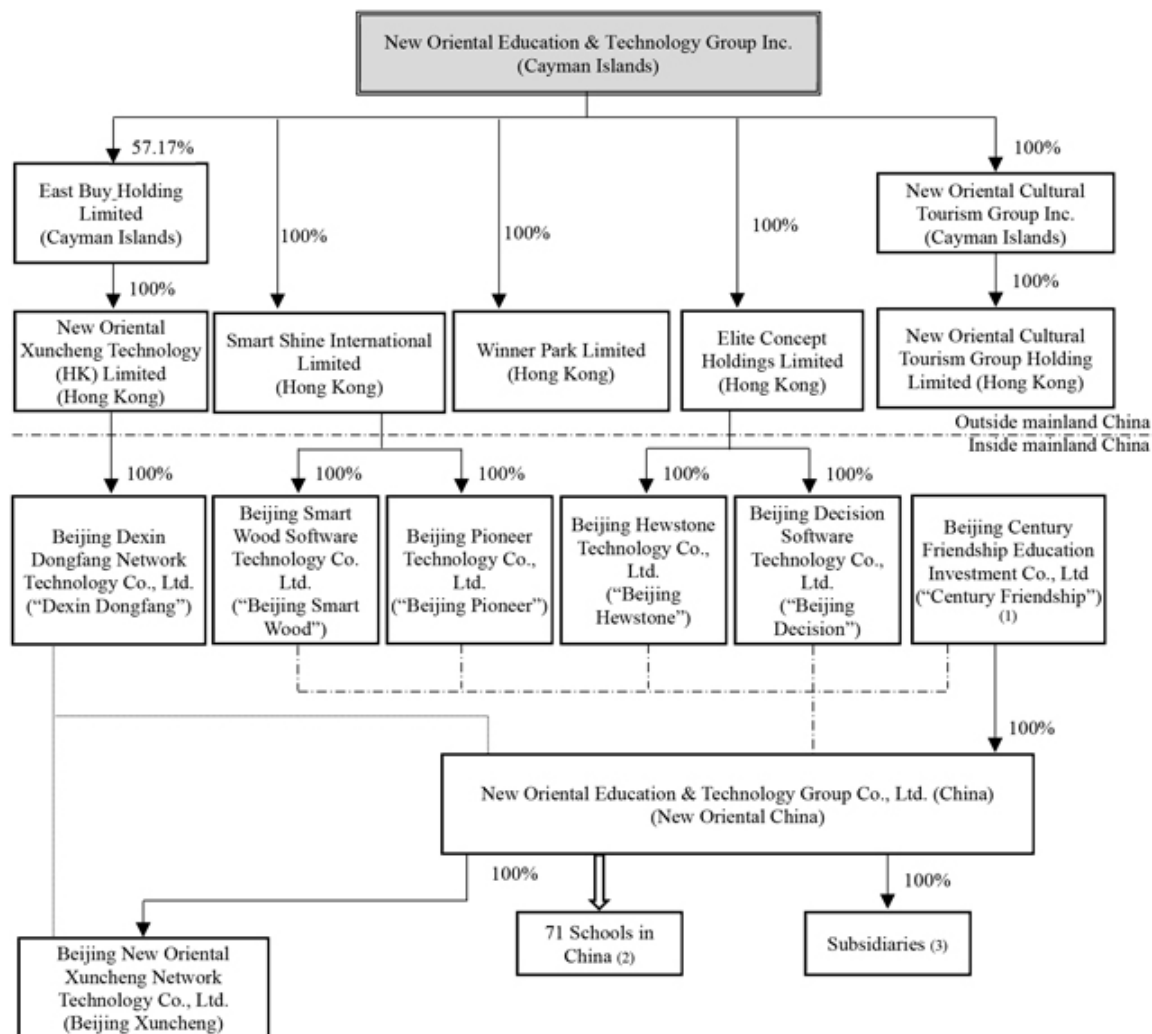 New Oriental Education & Technology Group Inc.
(Cayman Islands)
57.17%
100%
100%
100%
100%
East Buy Holding
Limited
(Cayman Islands)
New Oriental Cultural
Tourism Group Inc.
(Cayman Islands)
100%
100%
New Oriental
Xuncheng Technology
(HK) Limited
(Hong Kong)
Smart Shine International
Limited
(Hong Kong)
Winner Park Limited
(Hong Kong)
Elite Concept
Holdings Limited
(Hong Kong)
New Oriental Cultural
Tourism Group Holding
Limited (Hong Kong)
Outside mainland China
Inside mainland China
100%
100%
100%
100%
100%
Beijing Dexin
Dongfang Network
Technology Co., Ltd.
(“Dexin Dongfang”)
Beijing Smart
Wood Software
Technology Co.
Ltd.
(“Beijing Smart
Wood”)
Beijing Pioneer
Technology Co.,
Ltd.
(“Beijing Pioneer”)
Beijing Hewstone
Technology Co.,
Ltd.
(“Beijing
Hewstone”)
Beijing Decision
Software
Technology Co.,
Ltd.
(“Beijing
Decision”)
Beijing Century
Friendship Education
Investment Co., Ltd
(“Century Friendship”)
(1)
100%
New Oriental Education & Technology Group Co., Ltd. (China)
(New Oriental China)
100%
100%
Beijing New Oriental
Xuncheng Network
Technology Co., Ltd.
(Beijing Xuncheng)
71 Schools in
China (2)
Subsidiaries (3)